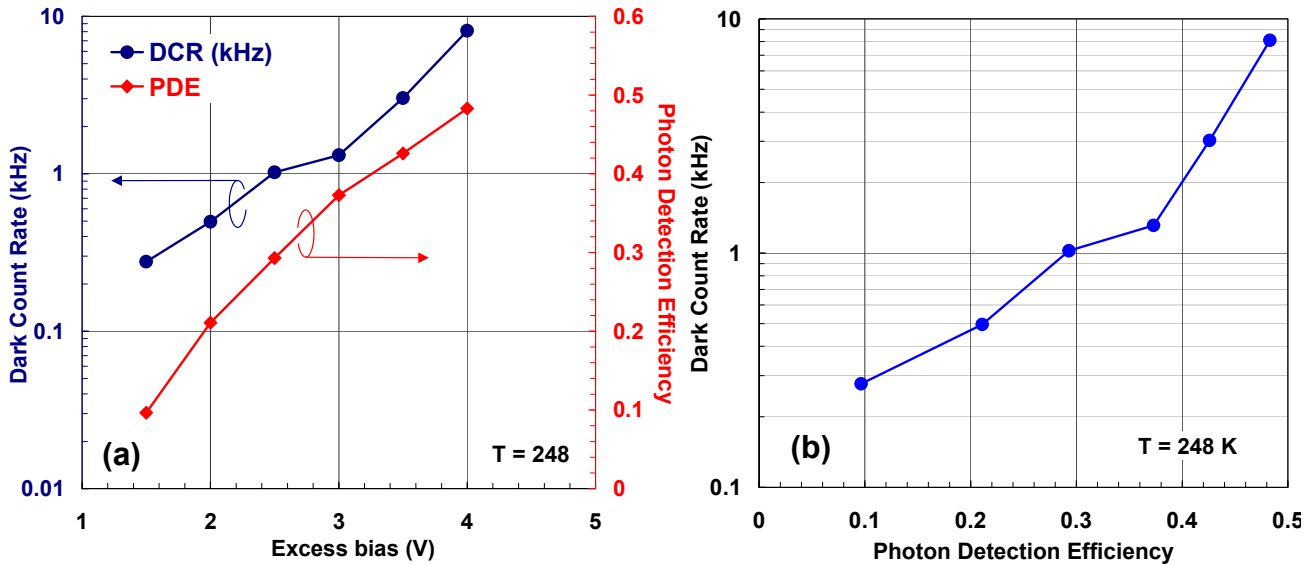 10
1
0.1
0.01
Dark Count Rate (kHz)
DCR (kHz)
PDE
(a)
T = 248
1
2
3
4
5
Excess bias (V)
0.6
0.5
0.4
0.3
0.2
0.1
0
Photon Detection Efficiency
10
1
0.1
Dark Count Rate (kHz)
(b)
T = 248 K
0
0.1
0.2
0.3
0.4
0.5
Photon Detection Efficiency